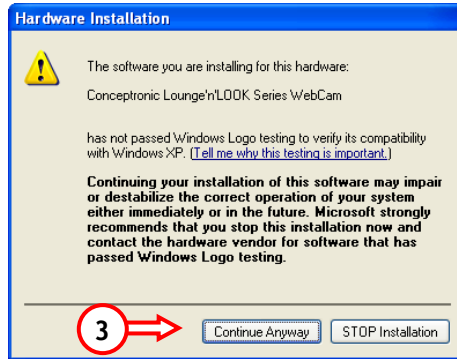 Hardware Installation
The software you are installing for this hardware:
Conceptronic Lounge'n'LOOK Series WebCam
has not passed Windows Logo testing to verify its compatibility
with Windows XP. (Tell me why this testing is important.)
Continuing your installation of this software may impair
or destabilize the correct operation of your system
either immediately or in the future. Microsoft strongly
recommends that you stop this installation now and
contact the hardware vendor for software that has
passed Windows Logo testing.
3 Continue Anyway STOP Installation